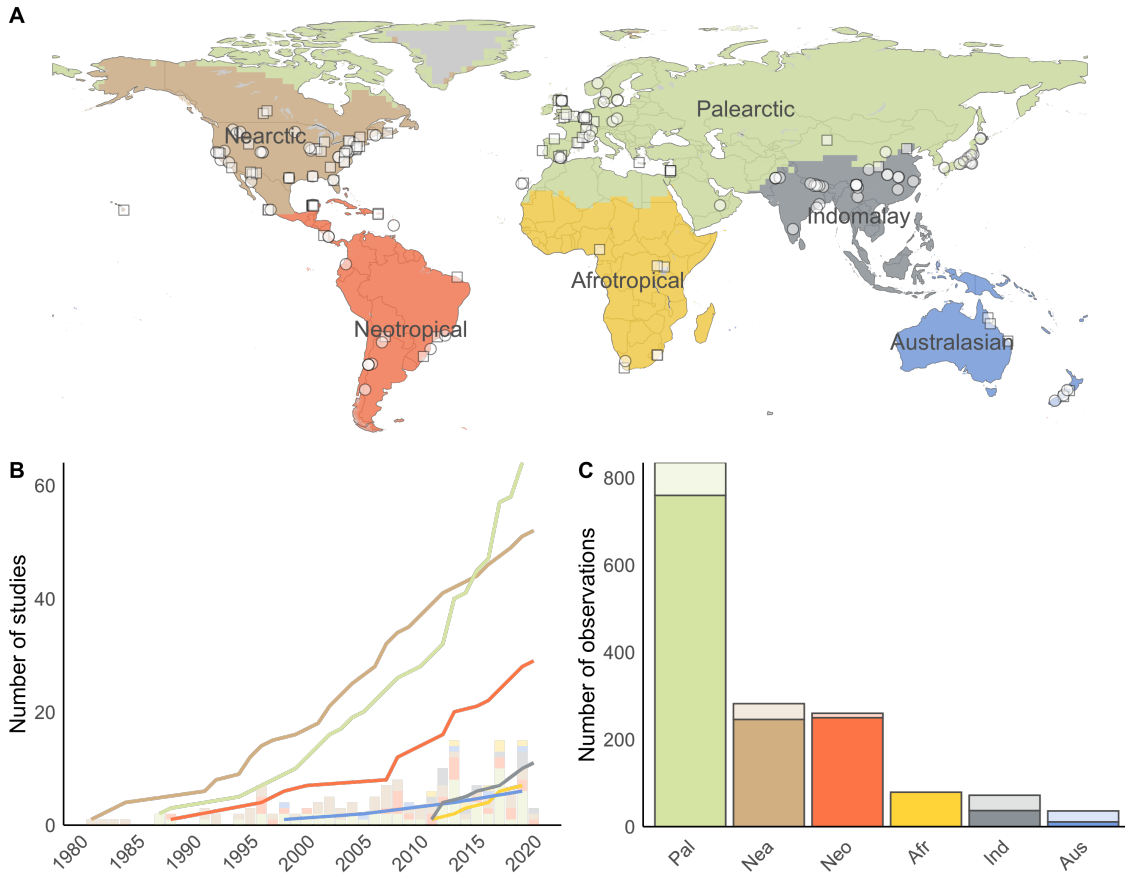 A
Palearctic
Nearctic
Indomalay
Afrotropical
Neotropical
Australasian
B
Number of studies
60
40
20
0
1980
1985
1990
1995
2000
2005
2010
2015
2020
C
Number of observations
800
600
400
200
0
Pal
Nea
Neo
Afr
Ind
Aus